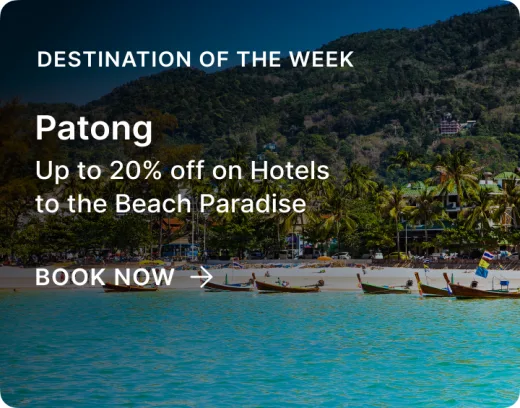 DESTINATION OF THE WEEK
Patong
Up to 20% off on Hotels
to the Beach Paradise
BOOK NOW →